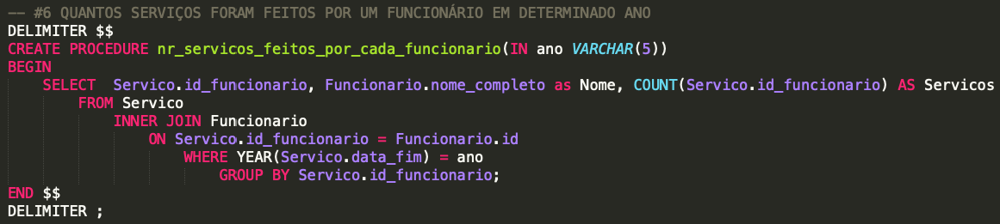 -- #6 QUANTOS SERVIÇOS FORAM FEITOS POR UM FUNCIONÁRIO EM DETERMINADO ANO
DELIMITER $$
CREATE PROCEDURE nr_servicos_feitos_por_cada_funcionario(IN ano VARCHAR(5))
BEGIN
    SELECT  Servico.id_funcionario, Funcionario.nome_completo as Nome, COUNT(Servico.id_funcionario) AS Servicos
        FROM Servico
            INNER JOIN Funcionario
                ON Servico.id_funcionario = Funcionario.id
                    WHERE YEAR(Servico.data_fim) = ano
                        GROUP BY Servico.id_funcionario;
END $$
DELIMITER ;